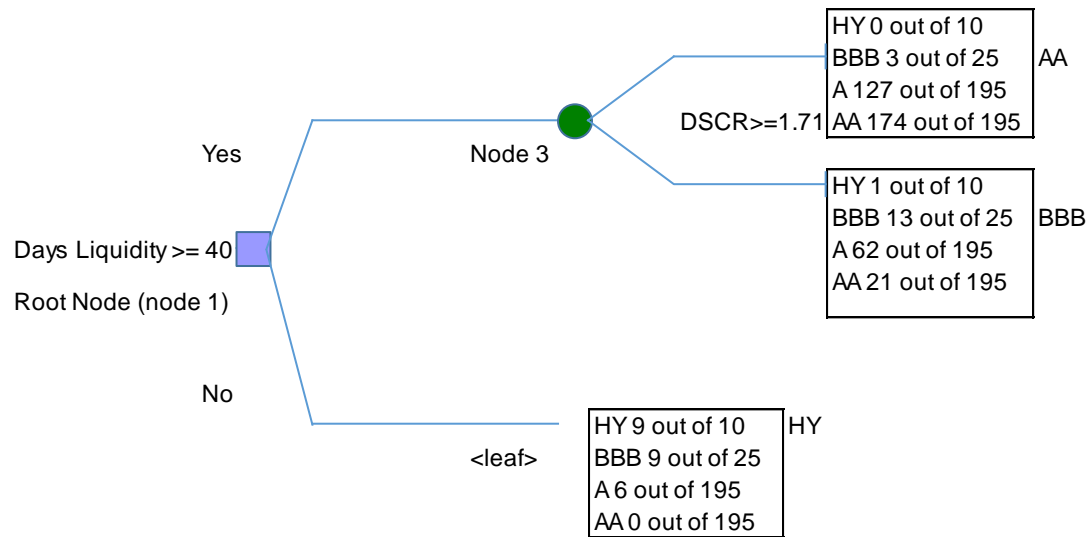 HY 0 out of 10
BBB 3 out of 25
AA
A 127 out of 195
DSCR>=1.71
AA 174 out of 195
Yes
Node 3
HY 1 out of 10
BBB 13 out of 25
BBB
A 62 out of 195
AA 21 out of 195
Days Liquidity >= 40
Root Node (node 1)
No
HY 9 out of 10
HY
<leaf>
BBB 9 out of 25
A 6 out of 195
AA 0 out of 195